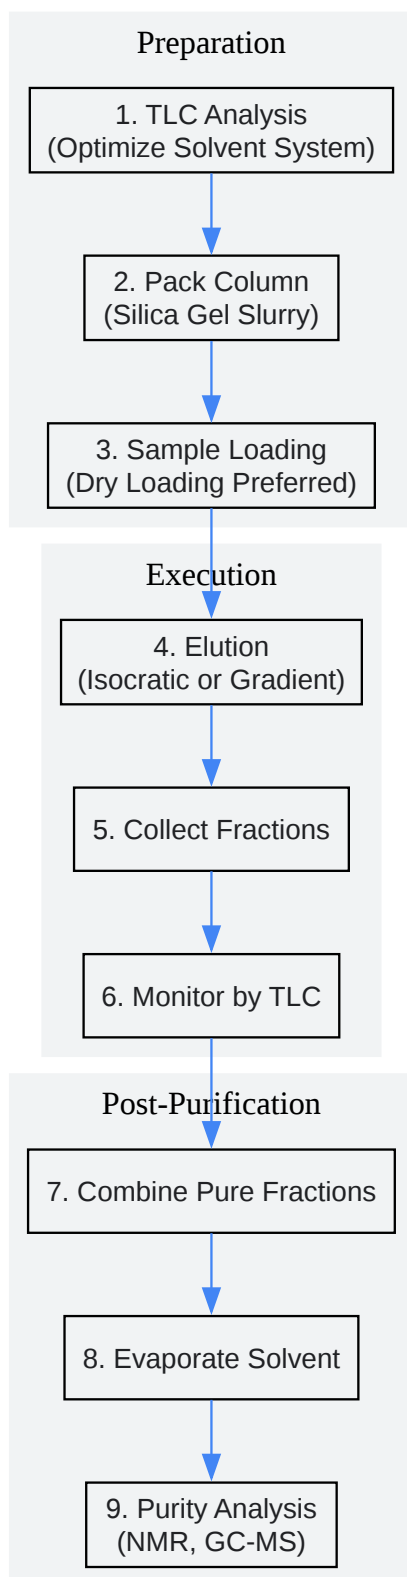 Preparation
1. TLC Analysis
(Optimize Solvent System)
2. Pack Column
(Silica Gel Slurry)
3. Sample Loading
(Dry Loading Preferred)
Execution
4. Elution
(Isocratic or Gradient)
5. Collect Fractions
6. Monitor by TLC
Post-Purification
7. Combine Pure Fractions
8. Evaporate Solvent
9. Purity Analysis
(NMR, GC-MS)